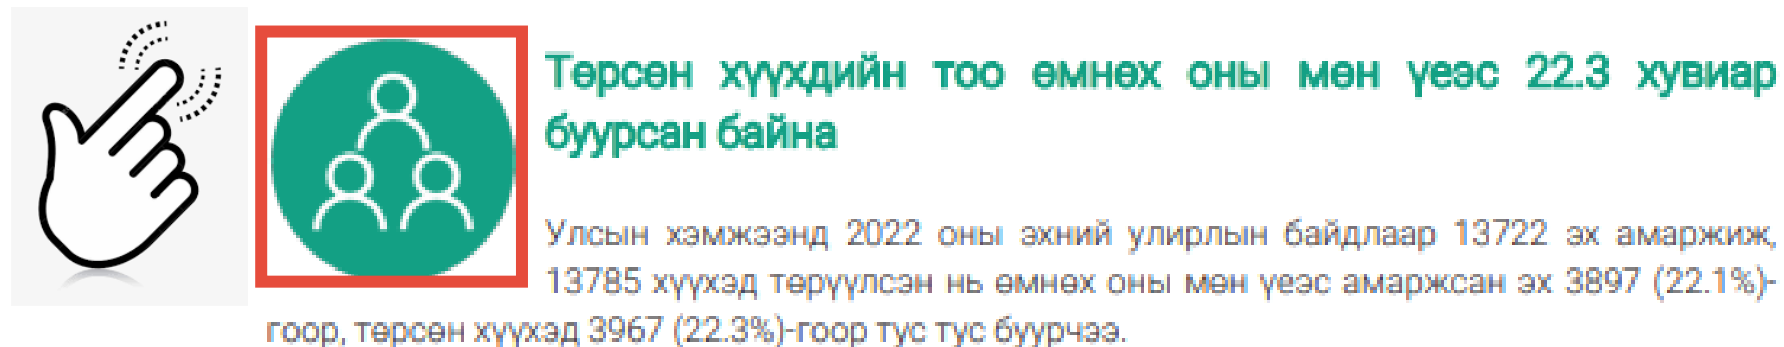 Төрсөн хүүхдийн тоо өмнөх оны мөн үеэс 22.3 хувиар
буурсан байна
Улсын хэмжээнд 2022 оны эхний улирлын байдлаар 13722 эх амаржиж,
13785 хүүхэд төрүүлсэн нь өмнөх оны мөн үеэс амаржсан эх 3897 (22.1%)-
гоор, төрсөн хүүхэд 3967 (22.3%)-гоор тус тус буурчээ.